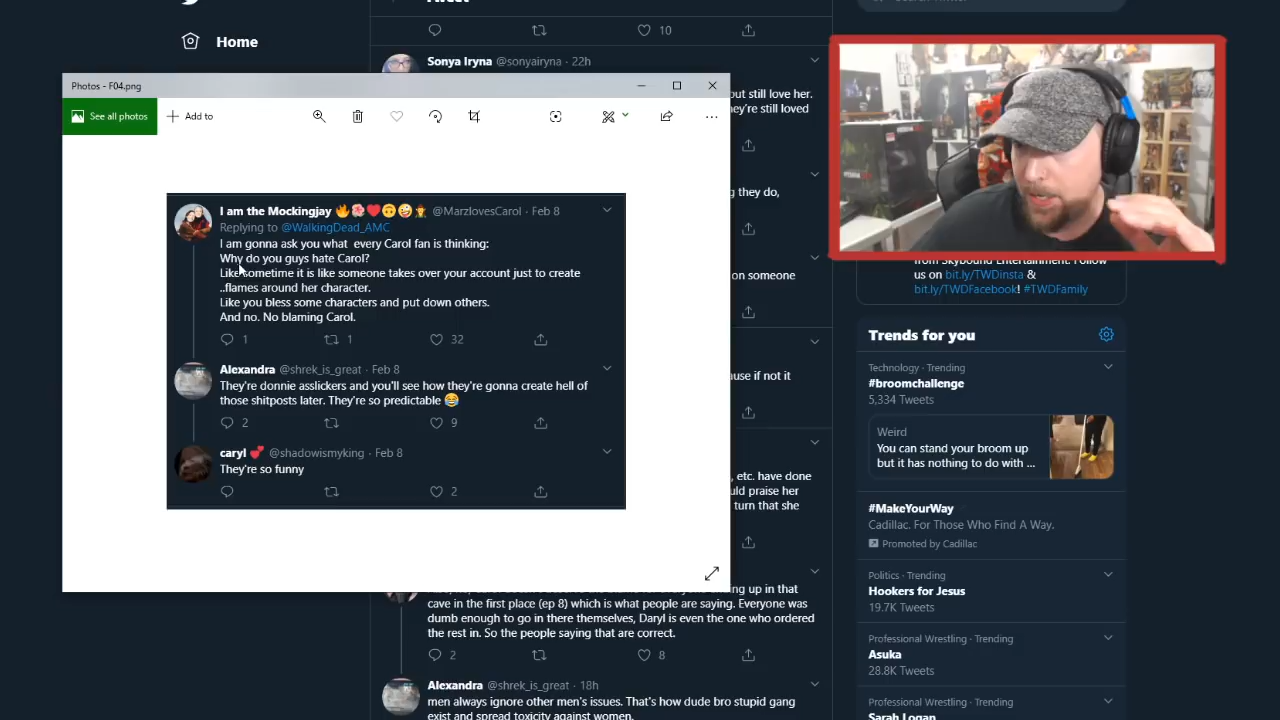 Tweet
Search Twitter
Home
10
Sonya Iryna @sonyairyna · 22h
but still love her.
they're still loved
g they do,
on someone
use if not it
, etc. have done
uld praise her
turn that she
ing up in that
cave in the first place (ep 8) which is what people are saying. Everyone was
dumb enough to go in there themselves, Daryl is even the one who ordered
the rest in. So the people saying that are correct.
2
8
Alexandra @shrek_is_great · 18h
men always ignore other men's issues. That's how dude bro stupid gang
exist and spread toxicity against women.
Photos - F04.png
See all photos
Add to
I am the Mockingjay 🔥🌺❤️🙃🤪 @MarzlovesCarol · Feb 8
Replying to @WalkingDead_AMC
I am gonna ask you what every Carol fan is thinking:
Why do you guys hate Carol?
Like sometime it is like someone takes over your account just to create
..flames around her character.
Like you bless some characters and put down others.
And no. No blaming Carol.
1
1
32
Alexandra @shrek_is_great · Feb 8
They're donnie asslickers and you'll see how they're gonna create hell of
those shitposts later. They're so predictable 😂
2
9
caryl 💕 @shadowismyking · Feb 8
They're so funny
2
from Skybound Entertainment. Follow
us on bit.ly/TWDinsta &
bit.ly/TWDFacebook! #TWDFamily
Trends for you
Technology · Trending
#broomchallenge
5,334 Tweets
Weird
You can stand your broom up
but it has nothing to do with ...
#MakeYourWay
Cadillac. For Those Who Find A Way.
Promoted by Cadillac
Politics · Trending
Hookers for Jesus
19.7K Tweets
Professional Wrestling · Trending
Asuka
28.8K Tweets
Professional Wrestling · Trending
Sarah Logan